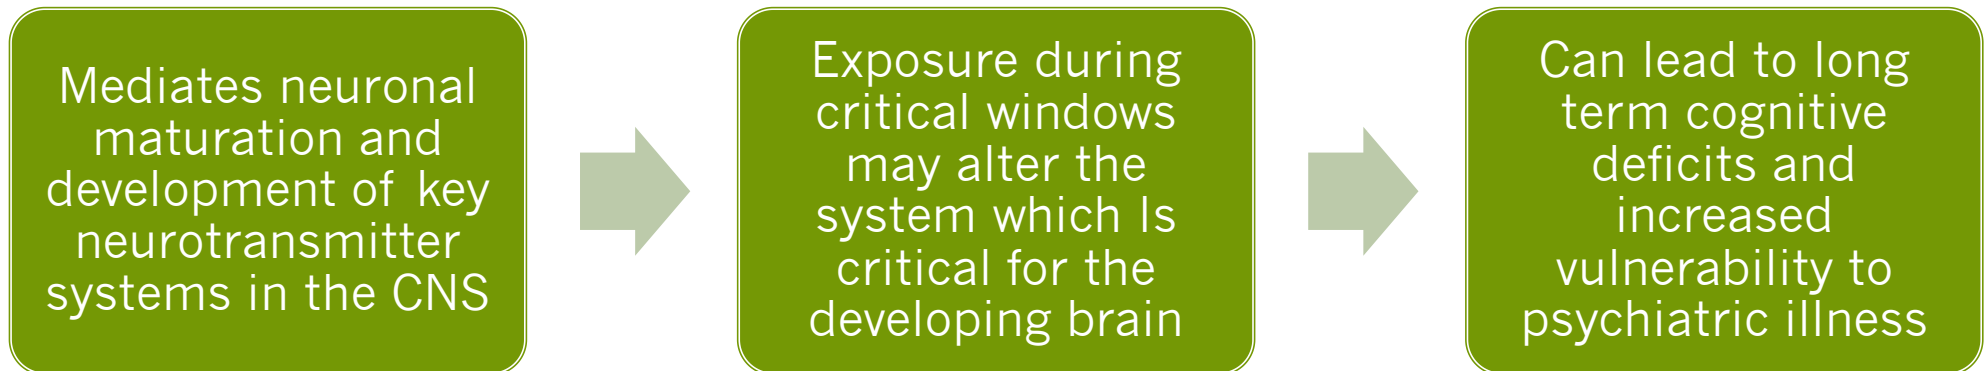 Mediates neuronal
maturation and
development of key
neurotransmitter
systems in the CNS
Exposure during
critical windows
may alter the
system which Is
critical for the
developing brain
Can lead to long
term cognitive
deficits and
increased
vulnerability to
psychiatric illness